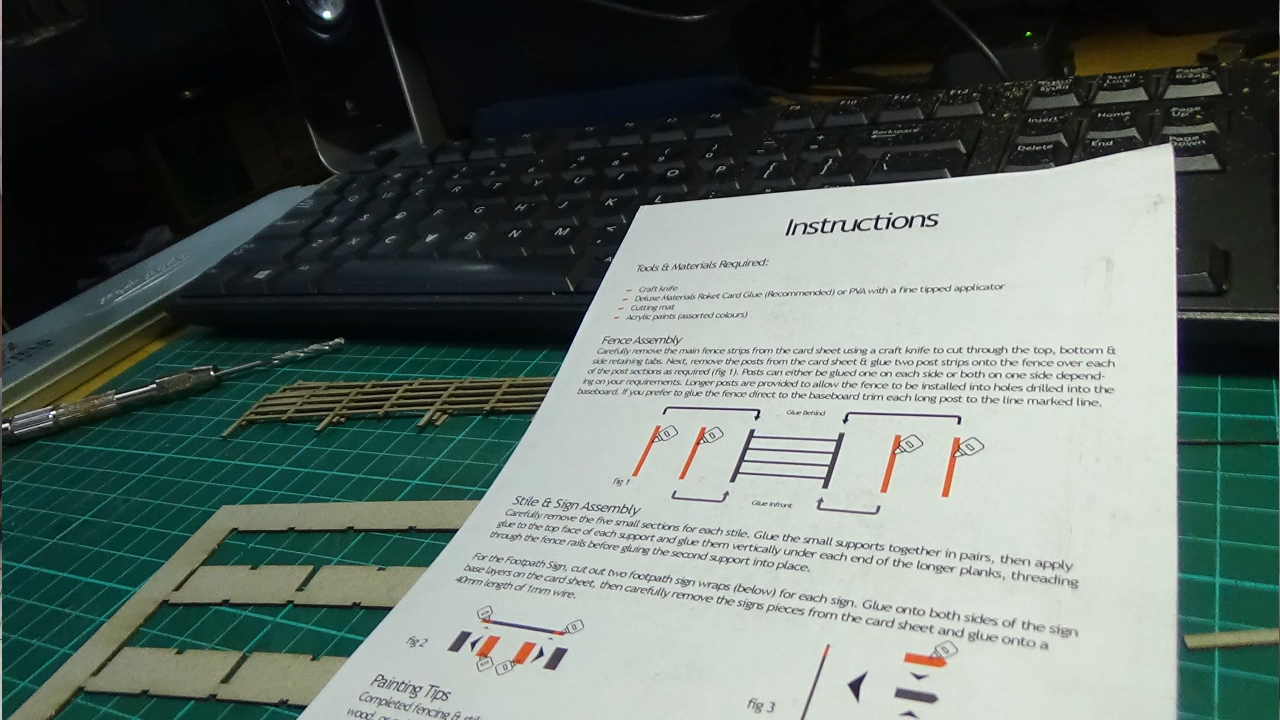 Instructions
Tools & Materials Required:
– Craft knife
– Deluxe Materials Roket Card Glue (Recommended) or PVA with a fine tipped applicator
– Cutting mat
– Acrylic paints (assorted colours)
Fence Assembly
Carefully remove the main fence strips from the card sheet using a craft knife to cut through the top, bottom &
side retaining tabs. Next, remove the posts from the card sheet & glue two post strips onto the fence over each
of the post sections as required (fig 1). Posts can either be glued one on each side or both on one side depend-
ing on your requirements. Longer posts are provided to allow the fence to be installed into holes drilled into the
baseboard. If you prefer to glue the fence direct to the baseboard trim each long post to the line marked line.
Glue Behind
fig 1
Glue Infront
Stile & Sign Assembly
Carefully remove the five small sections for each stile. Glue the small supports together in pairs, then apply
glue to the top face of each support and glue them vertically under each end of the longer planks, threading
through the fence rails before gluing the second support into place.
For the Footpath Sign, cut out two footpath sign wraps (below) for each sign. Glue onto both sides of the sign
base layers on the card sheet, then carefully remove the signs pieces from the card sheet and glue onto a
40mm length of 1mm wire.
fig 2
fig 3
Painting Tips
Completed fencing & stil
wood, or
F9 F10 F11 F12
Scroll Lock
Pause Break
Backspace
Insert Home Page Up
Delete End Page Down
Q W E R T Y U I O P
A S D F G H J K L
Z X C V B N M